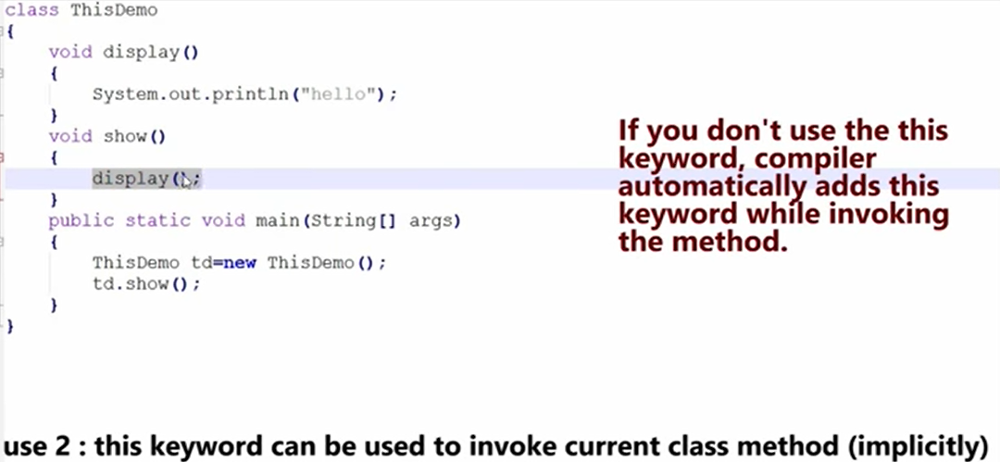 class ThisDemo
{
void display()
{
System.out.println("hello");
}
void show()
{
display();
}
public static void main(String[] args)
{
ThisDemo td=new ThisDemo();
td.show();
}
}
If you don't use the this
keyword, compiler
automatically adds this
keyword while invoking
the method.
use 2 : this keyword can be used to invoke current class method (implicitly)